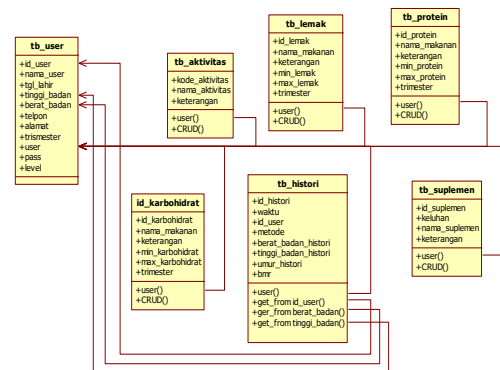 tb_user
+id_user
+nama_user
+tgl_lahir
+tinggi_badan
+berat_badan
+telpon
+alamat
+trismester
+user
+pass
+level
tb_aktivitas
+kode_aktivitas
+nama_aktivitas
+keterangan
+user()
+CRUD()
tb_lemak
+id_lemak
+nama_makanan
+keterangan
+min_lemak
+max_lemak
+trimester
+user()
+CRUD()
tb_protein
+id_protein
+nama_makanan
+keterangan
+min_protein
+max_protein
+trimester
+user()
+CRUD()
id_karbohidrat
+id_karbohidrat
+nama_makanan
+keterangan
+min_karbohidrat
+max_karbohidrat
+trimester
+user()
+CRUD()
tb_histori
+id_histori
+waktu
+id_user
+metode
+berat_badan_histori
+tinggi_badan_histori
+umur_histori
+bmr
+user()
+get_from id_user()
+ger_from berat_badan()
+get_from tinggi_badan()
tb_suplemen
+id_suplemen
+keluhan
+nama_suplemen
+keterangan
+user()
+CRUD()